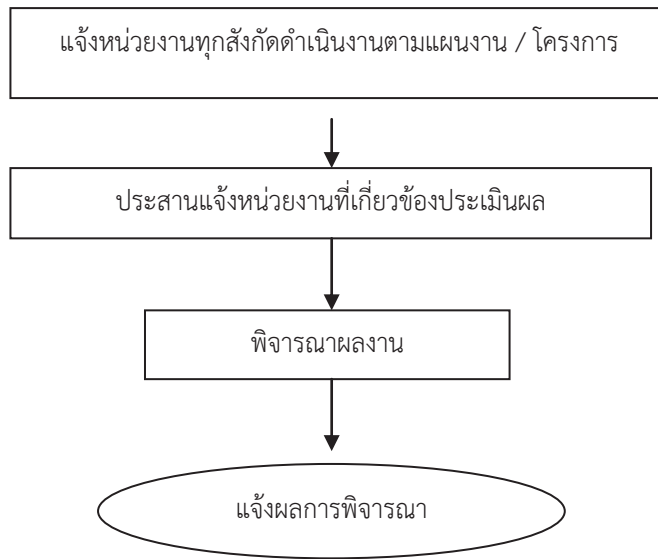 แจ้งหน่วยงานทุกสังกัดดำเนินงานตามแผนงาน / โครงการ
ประสานแจ้งหน่วยงานที่เกี่ยวข้องประเมินผล
พิจารณาผลงาน
แจ้งผลการพิจารณา